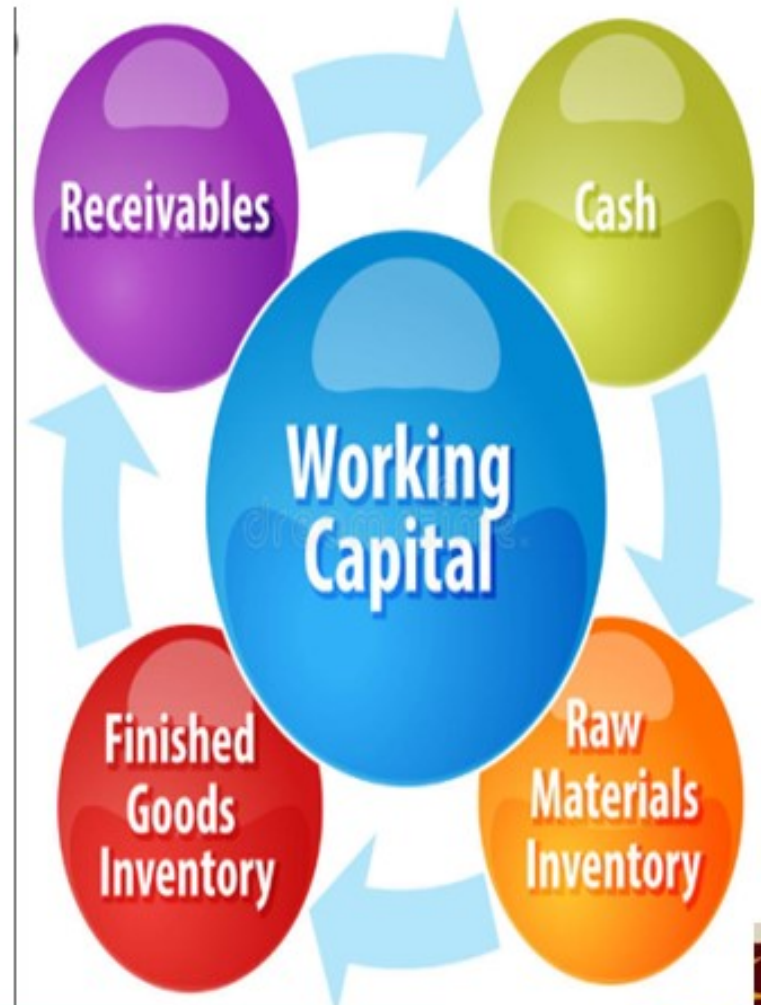 Receivables
Cash
Working
Capital
Finished
Goods
Inventory
Raw
Materials
Inventory